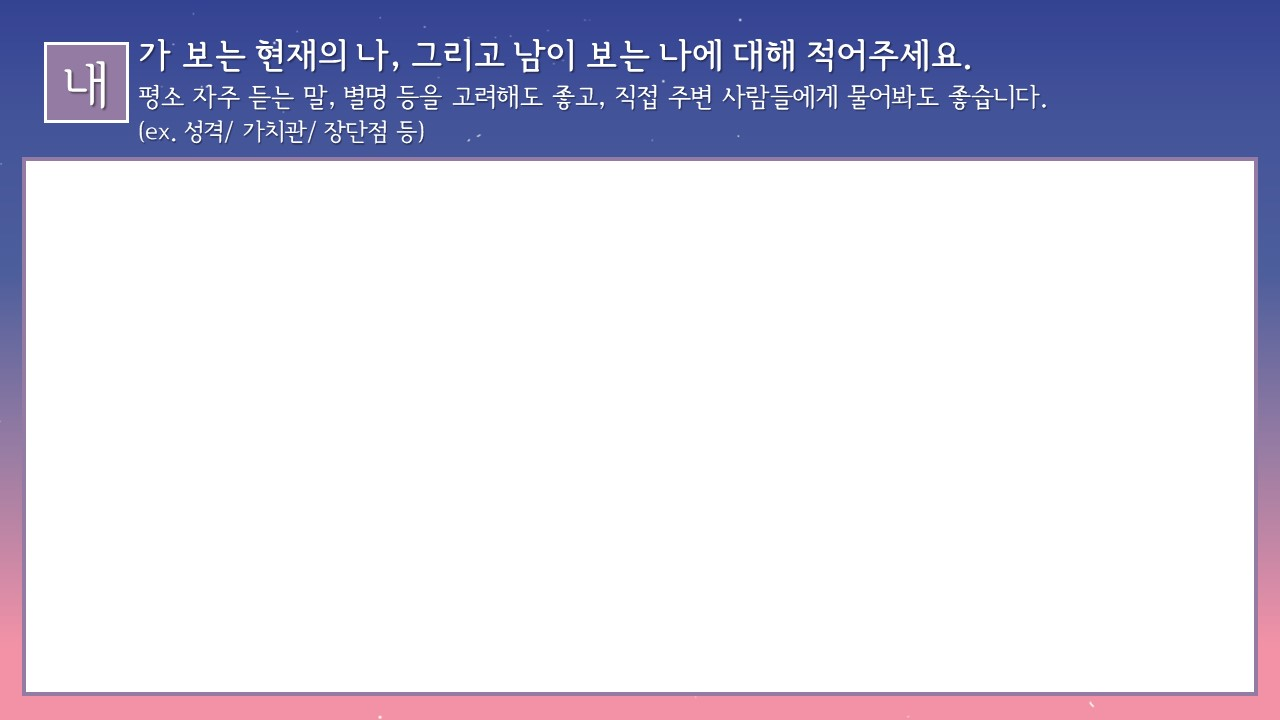 내가 보는 현재의 나, 그리고 남이 보는 나에 대해 적어주세요.
평소 자주 듣는 말, 별명 등을 고려해도 좋고, 직접 주변 사람들에게 물어봐도 좋습니다.
(ex. 성격/ 가치관/ 장단점 등)